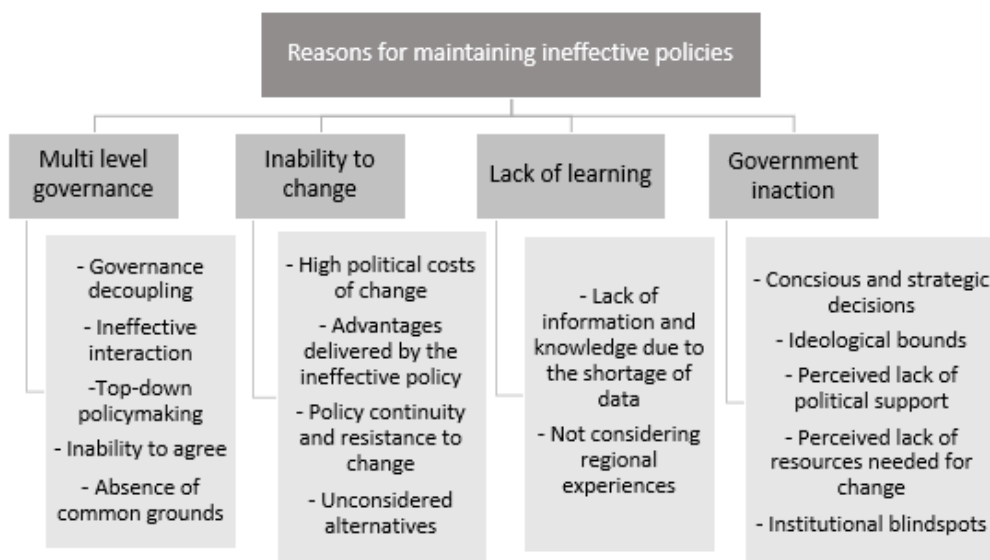 Reasons for maintaining ineffective policies
Multi level
governance
- Governance
decoupling
- Ineffective
interaction
-Top-down
policymaking
- Inability to agree
- Absence of
common grounds
Inability to
change
- High political costs
of change
- Advantages
delivered by the
ineffective policy
- Policy continuity
and resistance to
change
- Unconsidered
alternatives
Lack of learning
- Lack of
information and
knowledge due to
the shortage of
data
- Not considering
regional
experiences
Government
inaction
- Concsious and strategic
decisions
- Ideological bounds
- Perceived lack of
political support
- Perceived lack of
resources needed for
change
- Institutional blindspots